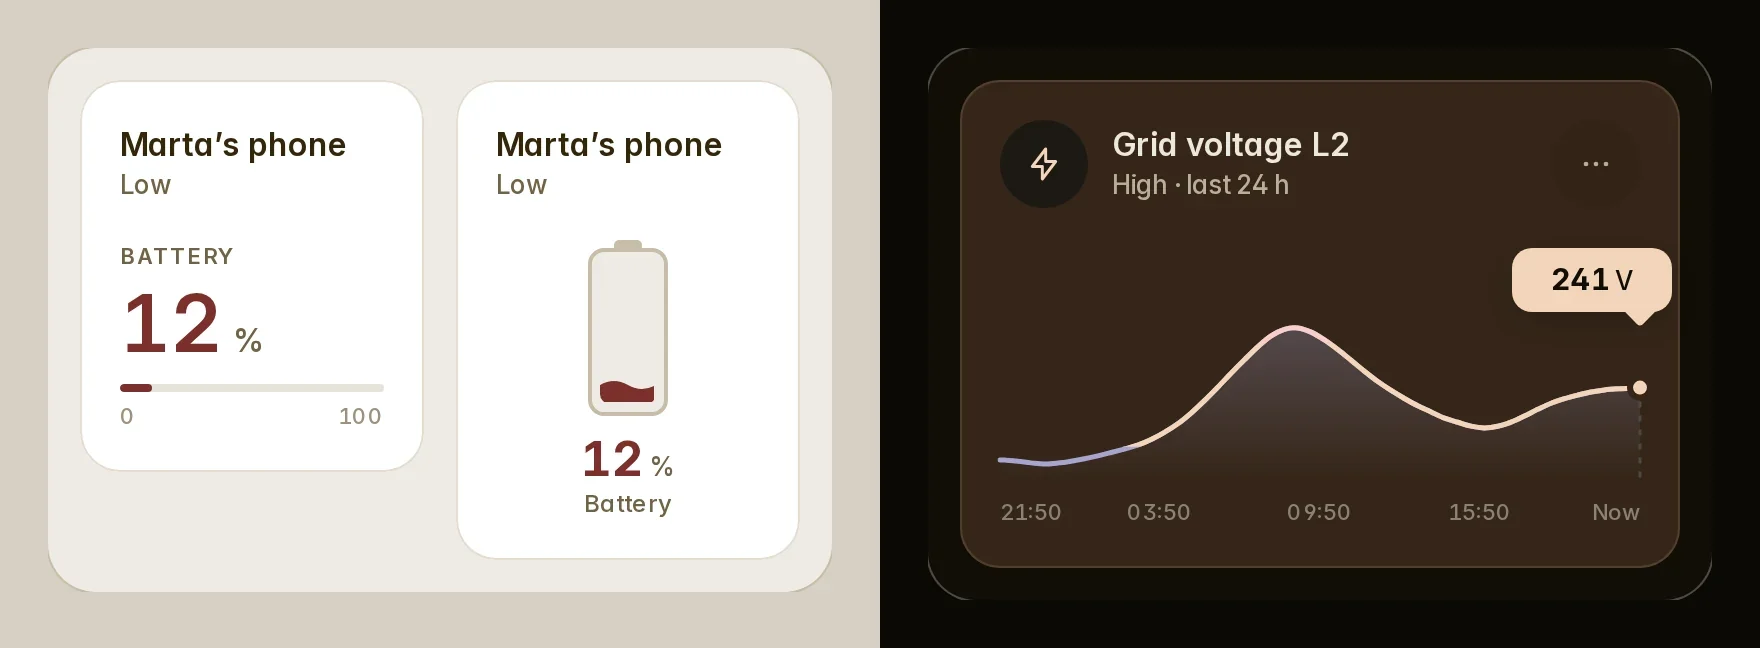 Marta’s phone
Low
BATTERY
12 %
0 100
Marta’s phone
Low
12 %
Battery
Grid voltage L2
High · last 24 h
241 V
21:50 03:50 09:50 15:50 Now